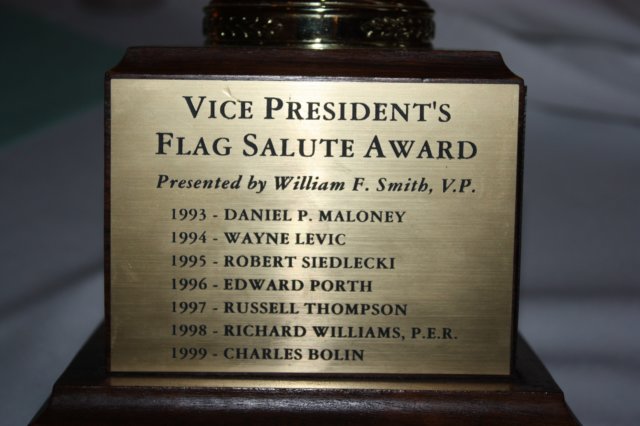 VICE PRESIDENT'S
FLAG SALUTE AWARD
Presented by William F. Smith, V.P.
1993 - DANIEL P. MALONEY
1994 - WAYNE LEVIC
1995 - ROBERT SIEDLECKI
1996 - EDWARD PORTH
1997 - RUSSELL THOMPSON
1998 - RICHARD WILLIAMS, P.E.R.
1999 - CHARLES BOLIN